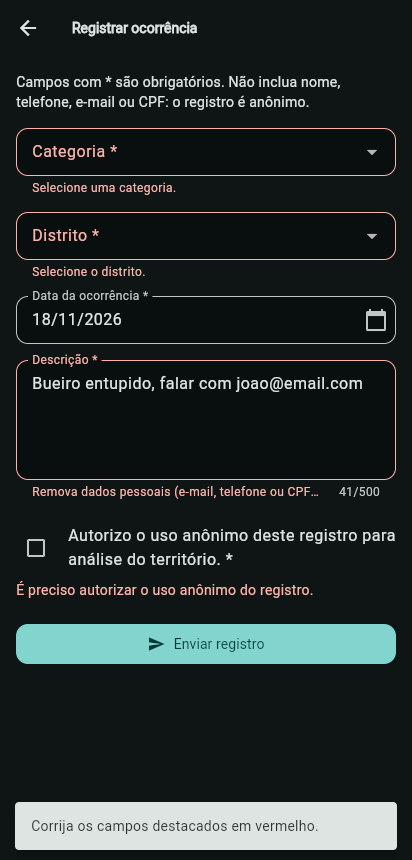 Registrar ocorrência
Campos com * são obrigatórios. Não inclua nome,
telefone, e-mail ou CPF: o registro é anônimo.
Categoria *
Selecione uma categoria.
Distrito *
Selecione o distrito.
Data da ocorrência *
18/11/2026
Descrição *
Bueiro entupido, falar com joao@email.com
Remova dados pessoais (e-mail, telefone ou CPF… 41/500
Autorizo o uso anônimo deste registro para
análise do território. *
É preciso autorizar o uso anônimo do registro.
Enviar registro
Corrija os campos destacados em vermelho.